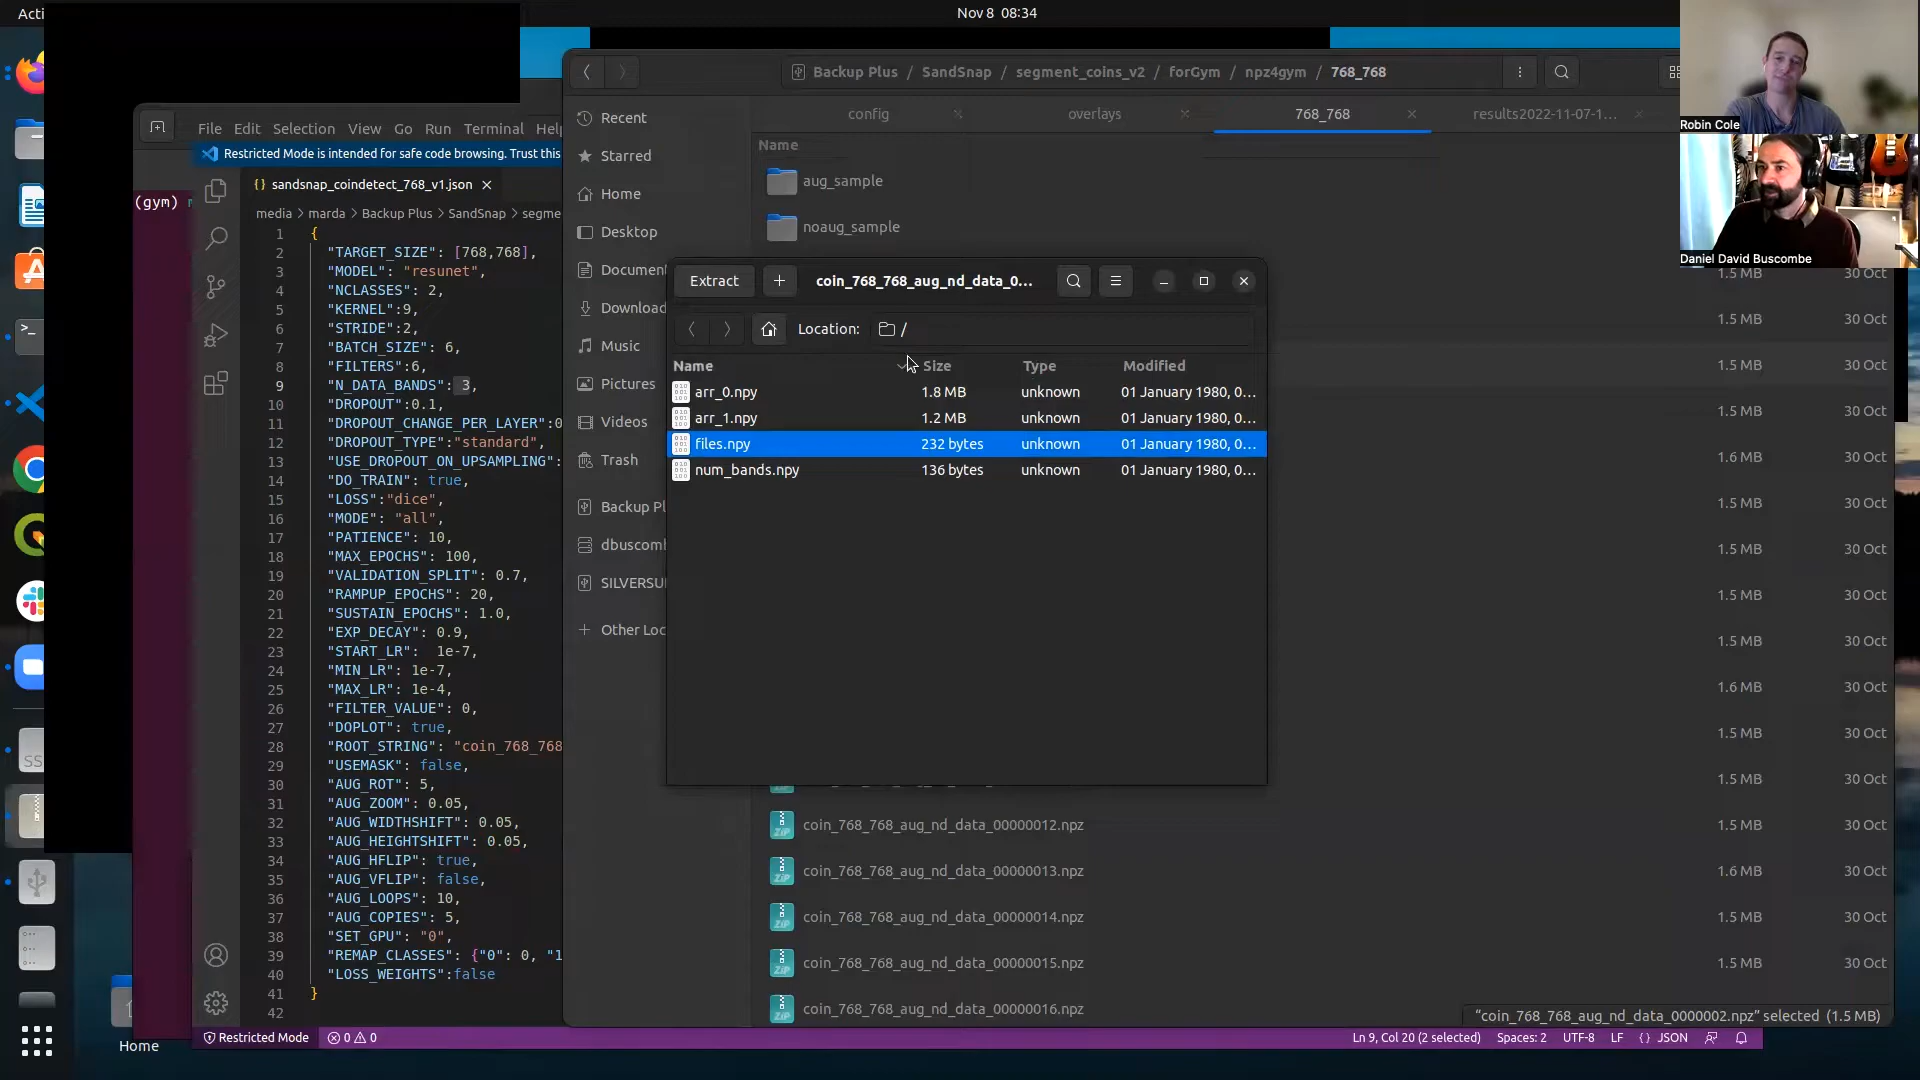 Acti
Nov 8 08:34
Backup Plus / SandSnap / segment_coins_v2 / forGym / npz4gym / 768_768
config
overlays
768_768
results2022-11-07-1...
File Edit Selection View Go Run Terminal Help
Restricted Mode is intended for safe code browsing. Trust this
{} sandsnap_coindetect_768_v1.json
(gym)
media > marda > Backup Plus > SandSnap > segme
1 {
2 "TARGET_SIZE": [768,768],
3 "MODEL": "resunet",
4 "NCLASSES": 2,
5 "KERNEL":9,
6 "STRIDE":2,
7 "BATCH_SIZE": 6,
8 "FILTERS":6,
9 "N_DATA_BANDS": 3,
10 "DROPOUT":0.1,
11 "DROPOUT_CHANGE_PER_LAYER":0
12 "DROPOUT_TYPE":"standard",
13 "USE_DROPOUT_ON_UPSAMPLING":
14 "DO_TRAIN": true,
15 "LOSS":"dice",
16 "MODE": "all",
17 "PATIENCE": 10,
18 "MAX_EPOCHS": 100,
19 "VALIDATION_SPLIT": 0.7,
20 "RAMPUP_EPOCHS": 20,
21 "SUSTAIN_EPOCHS": 1.0,
22 "EXP_DECAY": 0.9,
23 "START_LR": 1e-7,
24 "MIN_LR": 1e-7,
25 "MAX_LR": 1e-4,
26 "FILTER_VALUE": 0,
27 "DOPLOT": true,
28 "ROOT_STRING": "coin_768_768
29 "USEMASK": false,
30 "AUG_ROT": 5,
31 "AUG_ZOOM": 0.05,
32 "AUG_WIDTHSHIFT": 0.05,
33 "AUG_HEIGHTSHIFT": 0.05,
34 "AUG_HFLIP": true,
35 "AUG_VFLIP": false,
36 "AUG_LOOPS": 10,
37 "AUG_COPIES": 5,
38 "SET_GPU": "0",
39 "REMAP_CLASSES": {"0": 0, "1
40 "LOSS_WEIGHTS":false
41 }
42
Restricted Mode
0 0
Ln 9, Col 20 (2 selected) Spaces: 2 UTF-8 LF {} JSON
Home
Recent
Starred
Home
Desktop
Documen
Download
Music
Pictures
Videos
Trash
Backup Pl
dbuscomb
SILVERSU
+ Other Loc
Name
aug_sample
noaug_sample
Extract
coin_768_768_aug_nd_data_0...
Location: /
Name Size Type Modified
arr_0.npy 1.8 MB unknown 01 January 1980, 0...
arr_1.npy 1.2 MB unknown 01 January 1980, 0...
files.npy 232 bytes unknown 01 January 1980, 0...
num_bands.npy 136 bytes unknown 01 January 1980, 0...
30 Oct
1.5 MB 30 Oct
1.5 MB 30 Oct
1.5 MB 30 Oct
1.6 MB 30 Oct
1.5 MB 30 Oct
1.5 MB 30 Oct
1.5 MB 30 Oct
1.5 MB 30 Oct
1.6 MB 30 Oct
1.5 MB 30 Oct
1.5 MB 30 Oct
coin_768_768_aug_nd_data_00000012.npz 1.5 MB 30 Oct
coin_768_768_aug_nd_data_00000013.npz 1.6 MB 30 Oct
coin_768_768_aug_nd_data_00000014.npz 1.5 MB 30 Oct
coin_768_768_aug_nd_data_00000015.npz 1.5 MB 30 Oct
coin_768_768_aug_nd_data_00000016.npz
"coin_768_768_aug_nd_data_0000002.npz" selected (1.5 MB)
Robin Cole
Daniel David Buscombe